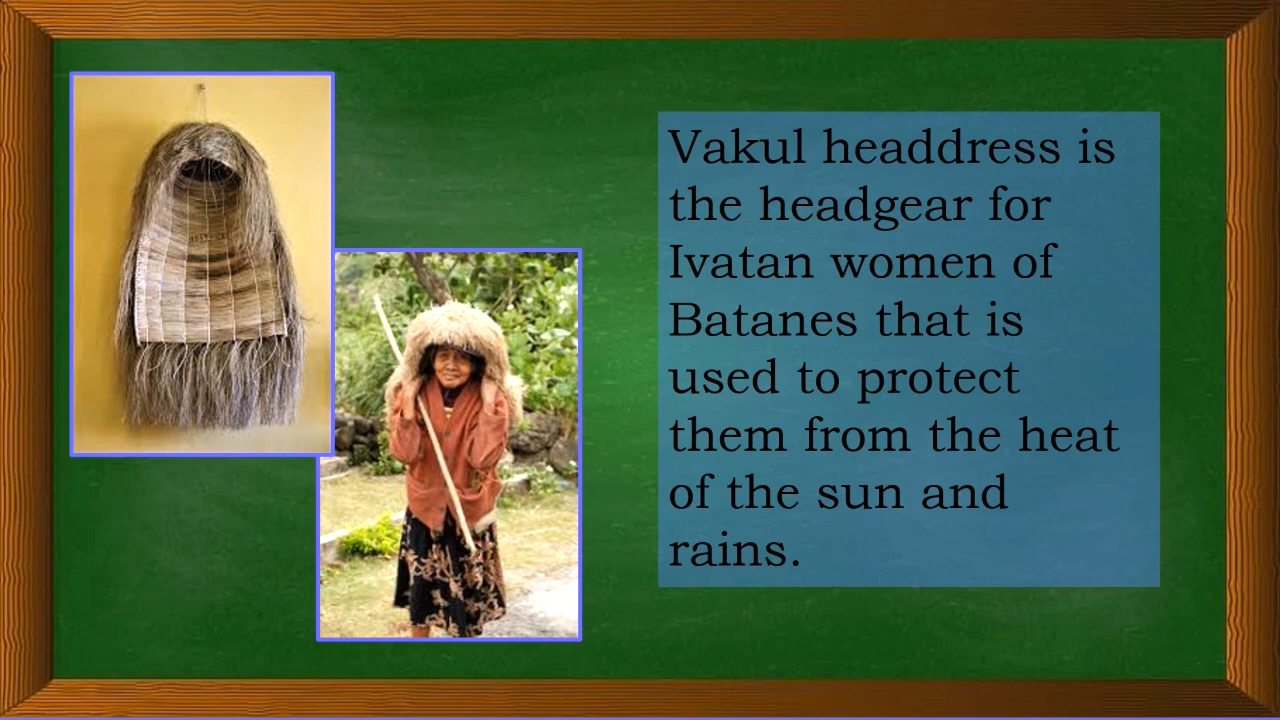 Vakul headdress is
the headgear for
Ivatan women of
Batanes that is
used to protect
them from the heat
of the sun and
rains.